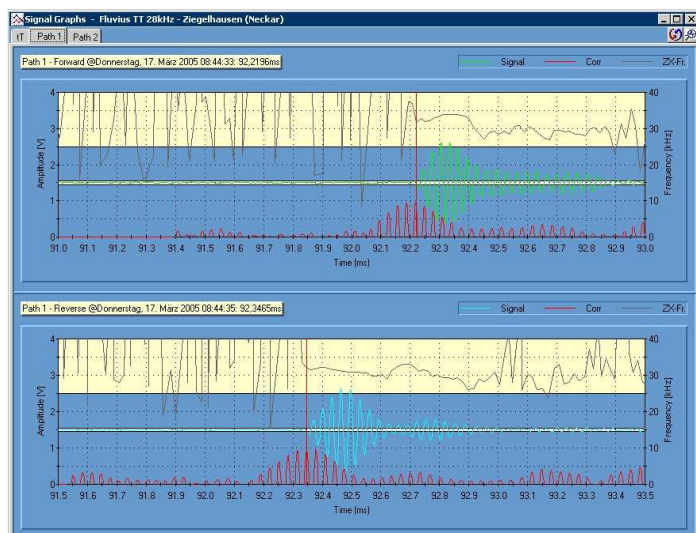 Signal Graphs - Fluvius TT 28kHz - Ziegelhausen (Neckar)
tT Path 1 Path 2
Path 1 - Forward @Donnerstag, 17. März 2005 08:44:33: 92,2196ms
Signal Corr ZX-Fr.
Amplitude [V]
4
3
2
1
0
Frequency [kHz]
40
30
20
10
0
91.0 91.1 91.2 91.3 91.4 91.5 91.6 91.7 91.8 91.9 92.0 92.1 92.2 92.3 92.4 92.5 92.6 92.7 92.8 92.9 93.0
Time (ms)
Path 1 - Reverse @Donnerstag, 17. März 2005 08:44:35: 92,3465ms
Signal Corr ZX-Fr.
Amplitude [V]
4
3
2
1
0
Frequency [kHz]
40
30
20
10
0
91.5 91.6 91.7 91.8 91.9 92.0 92.1 92.2 92.3 92.4 92.5 92.6 92.7 92.8 92.9 93.0 93.1 93.2 93.3 93.4 93.5
Time (ms)